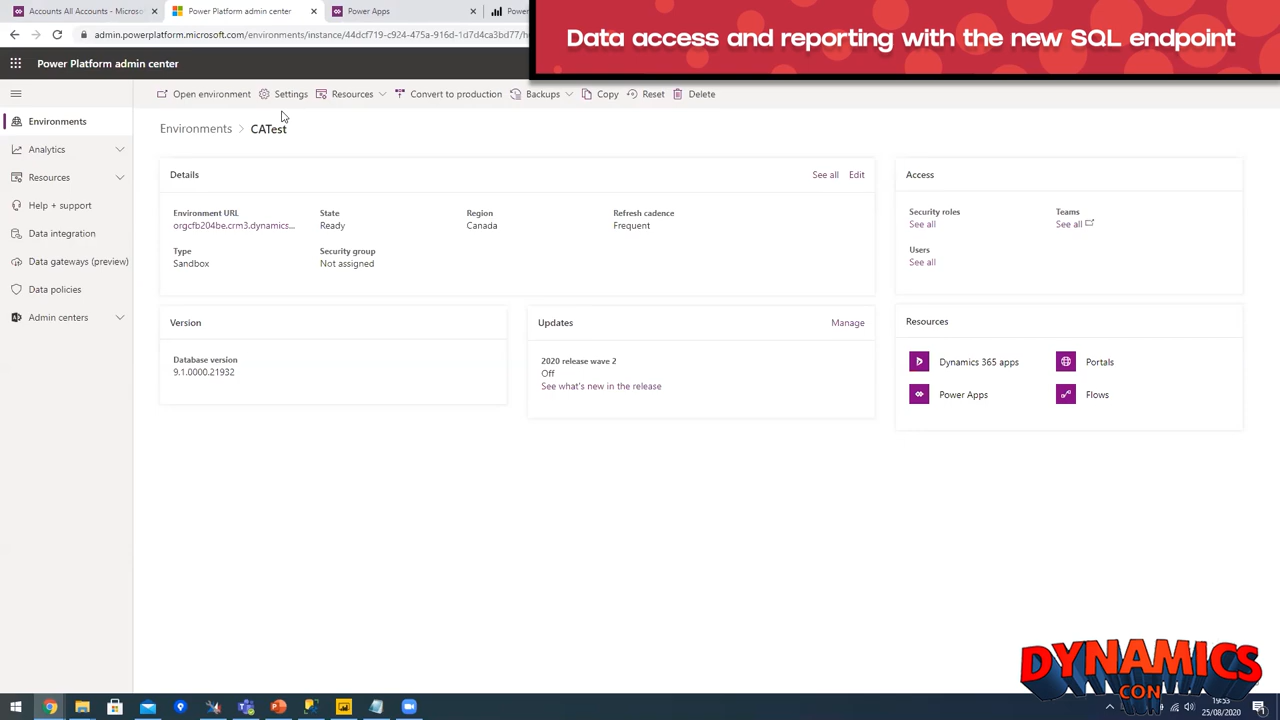 Accounts All Accounts - Microso
Power Platform admin center
Power Apps
Power
Data access and reporting with the new SQL endpoint
admin.powerplatform.microsoft.com/environments/instance/44dcf719-c924-475a-916d-1d7d4ca3bd77/h
Power Platform admin center
Open environment
Settings
Resources
Convert to production
Backups
Copy
Reset
Delete
Environments
Analytics
Resources
Help + support
Data integration
Data gateways (preview)
Data policies
Admin centers
Environments > CATest
Details
See all
Edit
Environment URL
orgcfb204be.crm3.dynamics...
State
Ready
Region
Canada
Refresh cadence
Frequent
Type
Sandbox
Security group
Not assigned
Version
Database version
9.1.0000.21932
Updates
Manage
2020 release wave 2
Off
See what's new in the release
Access
Security roles
See all
Teams
See all
Users
See all
Resources
Dynamics 365 apps
Portals
Power Apps
Flows
DYNAMICS
CON
19:53
25/08/2020